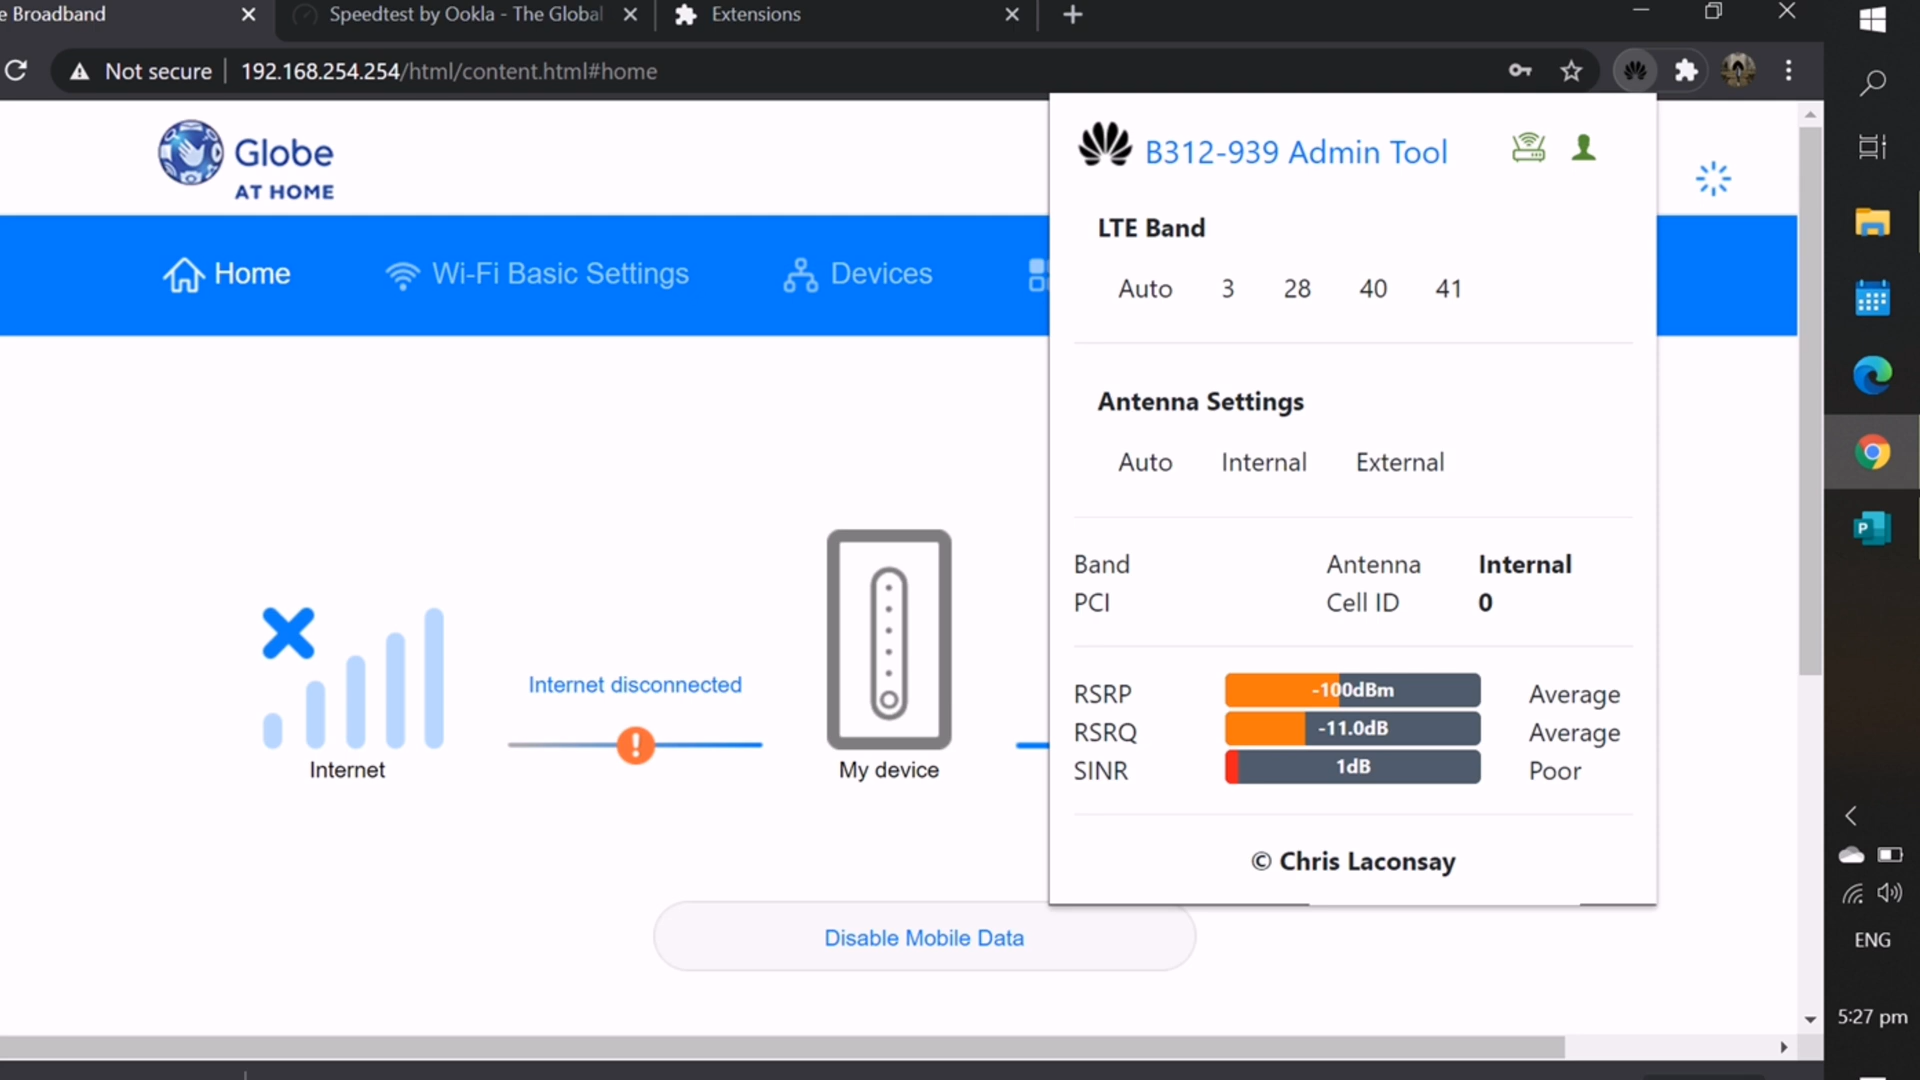 e Broadband
Speedtest by Ookla - The Global
Extensions
Not secure
192.168.254.254/html/content.html#home
Globe
AT HOME
B312-939 Admin Tool
Home
Wi-Fi Basic Settings
Devices
LTE Band
Auto 3 28 40 41
Antenna Settings
Auto Internal External
Band Antenna Internal
PCI Cell ID 0
RSRP -100dBm Average
RSRQ -11.0dB Average
SINR 1dB Poor
© Chris Laconsay
Internet disconnected
Internet
My device
Disable Mobile Data
P
ENG
5:27 pm